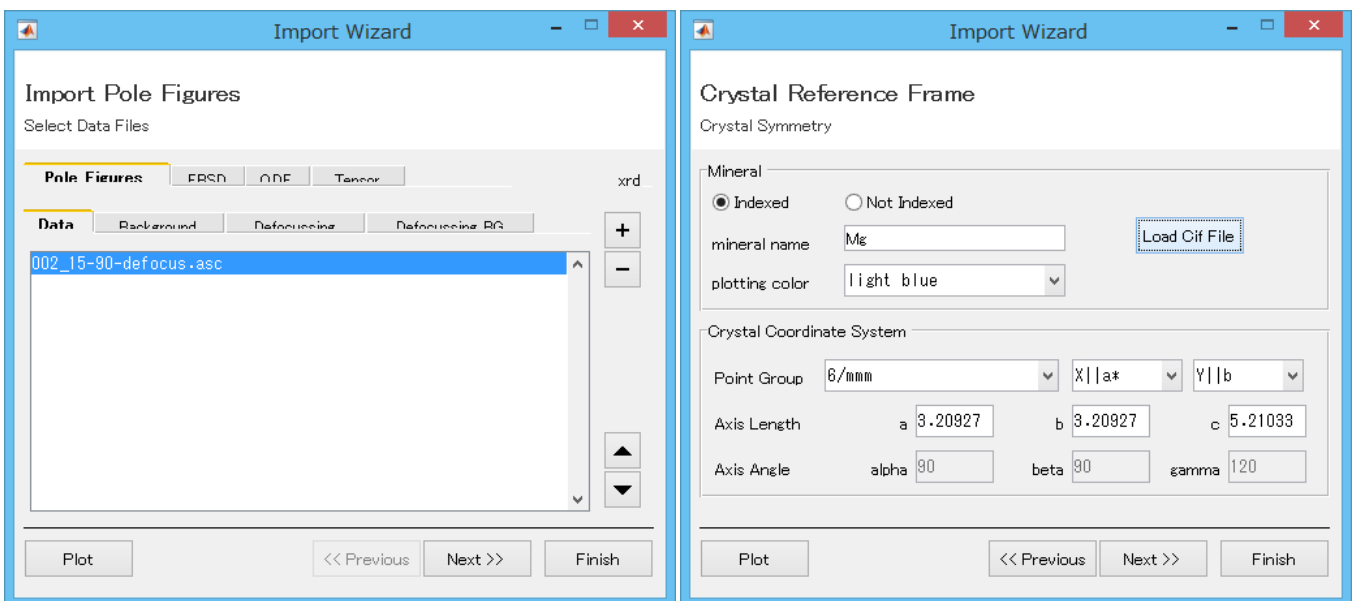 Import Wizard
Import Pole Figures
Select Data Files
Pole Figures EBSD ODF Tensor
xrd
Data Background Defocussing Defocussing BG
+
002_15-90-defocus.asc
−
Plot << Previous Next >> Finish
Import Wizard
Crystal Reference Frame
Crystal Symmetry
Mineral
Indexed Not Indexed
mineral name Mg Load Cif File
plotting color light blue
Crystal Coordinate System
Point Group 6/mmm X||a* Y||b
Axis Length a 3.20927 b 3.20927 c 5.21033
Axis Angle alpha 90 beta 90 gamma 120
Plot << Previous Next >> Finish